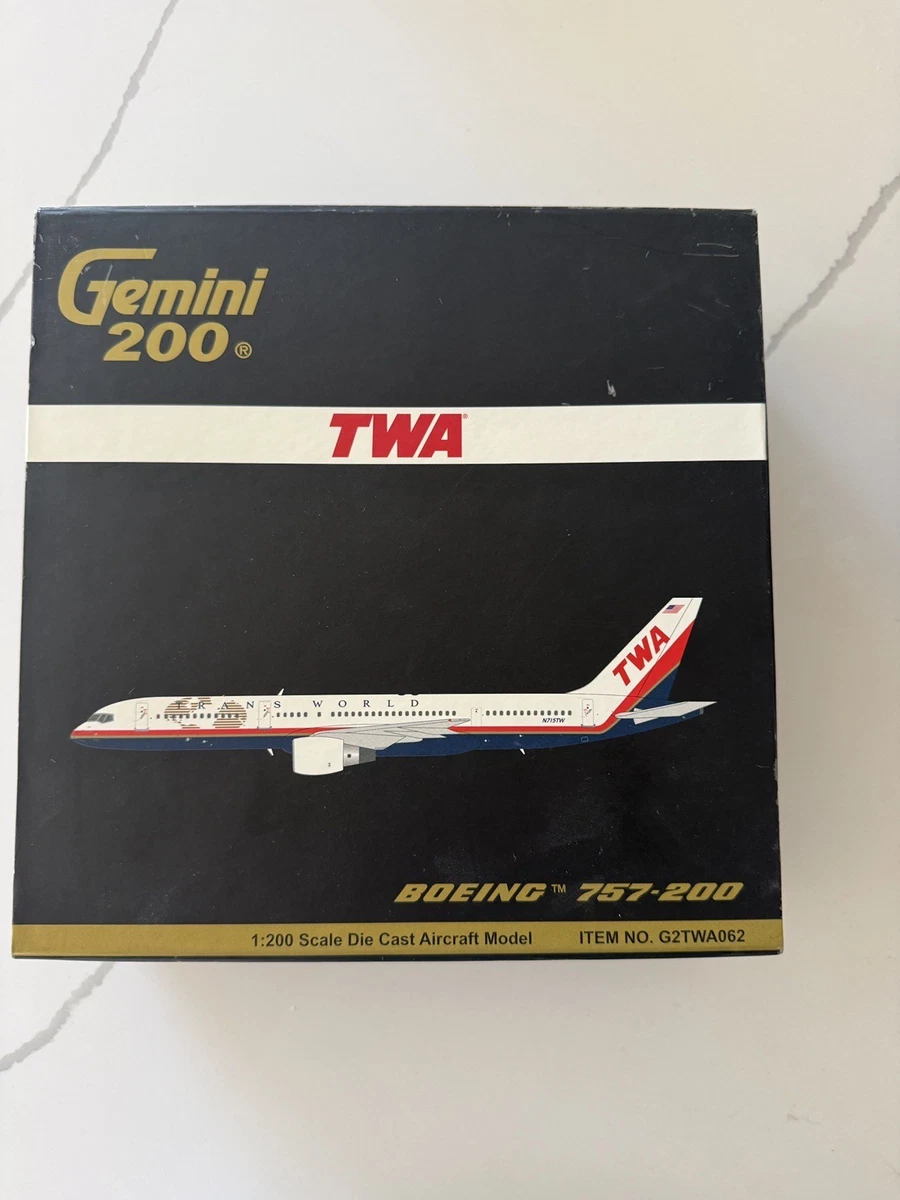 Gemini
200®
TWA®
TWA
TRANS WORLD
N715TW
BOEING™ 757-200
1:200 Scale Die Cast Aircraft Model ITEM NO. G2TWA062